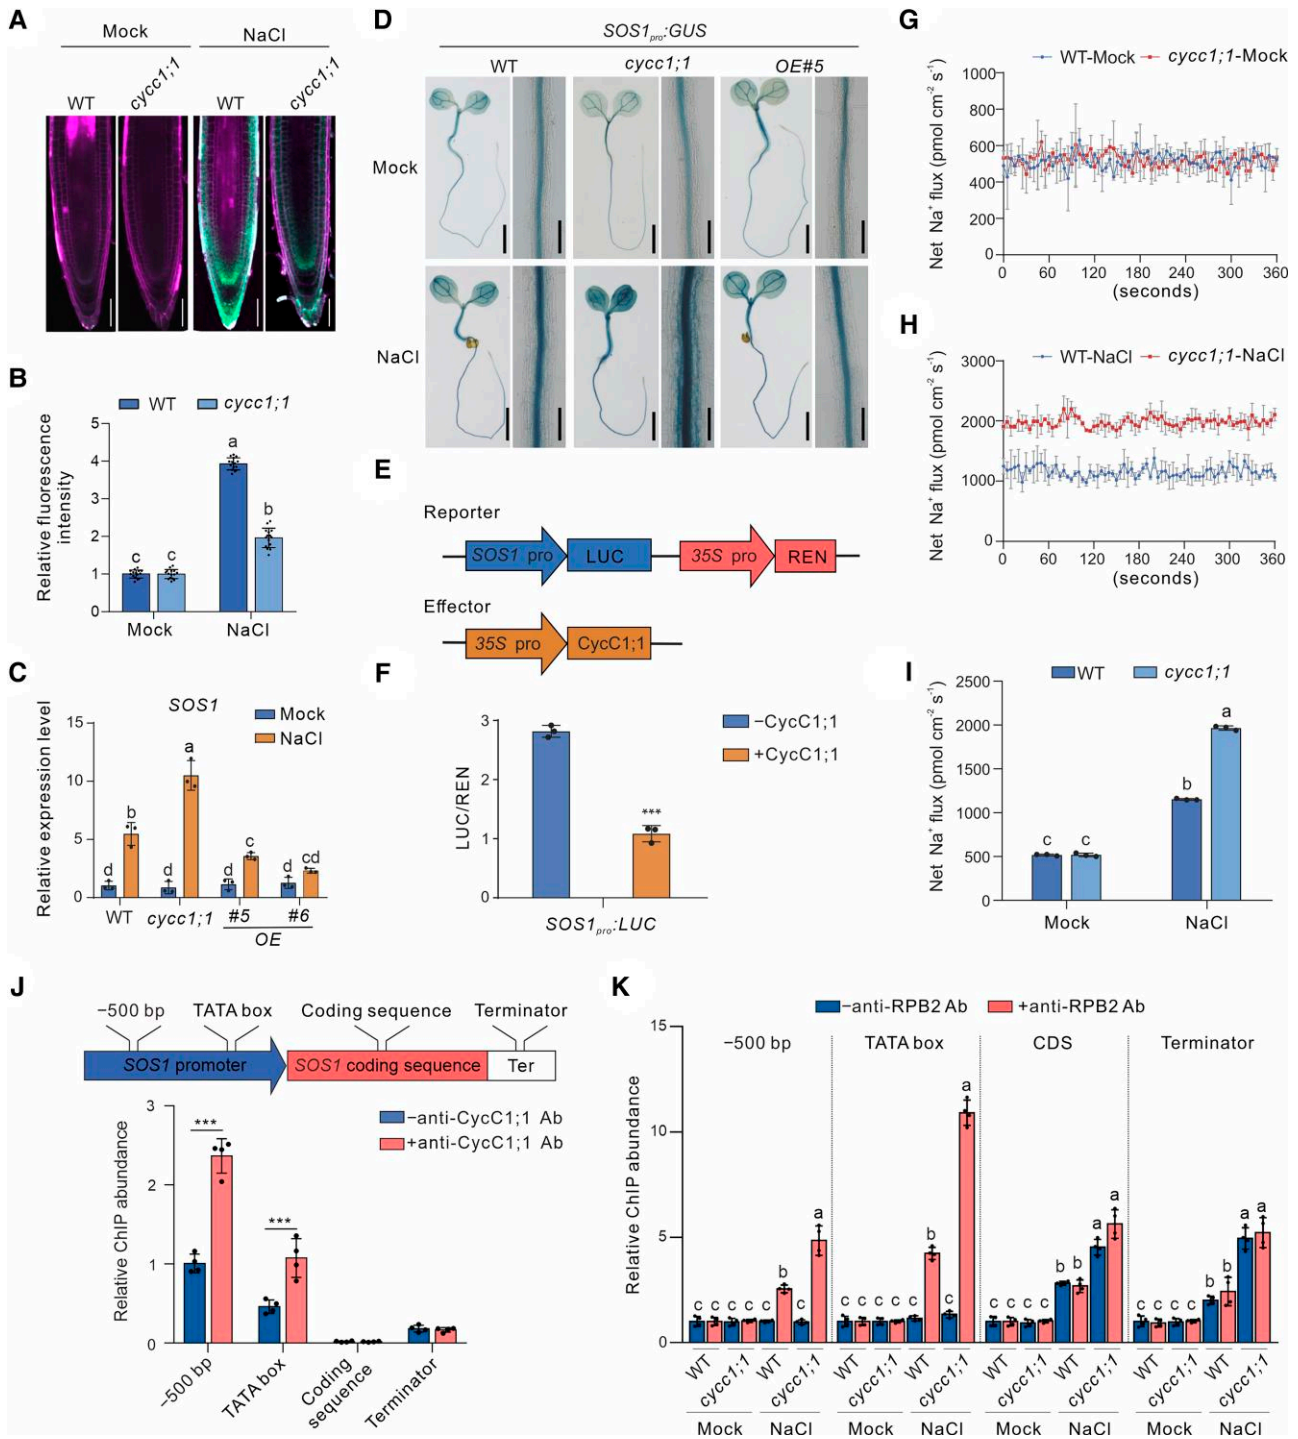 A
Mock
NaCl
WT
cycc1;1
WT
cycc1;1
B
WT
cycc1;1
Relative fluorescence
intensity
5
4
3
2
1
0
c
c
a
b
Mock
NaCl
C
SOS1
Mock
NaCl
Relative expression level
15
10
5
0
d
b
d
a
d
c
d
cd
WT
cycc1;1
#5
#6
OE
D
SOS1pro:GUS
WT
cycc1;1
OE#5
Mock
NaCl
E
Reporter
SOS1 pro
LUC
35S pro
REN
Effector
35S pro
CycC1;1
F
LUC/REN
3
2
1
0
***
−CycC1;1
+CycC1;1
SOS1pro:LUC
G
WT-Mock
cycc1;1-Mock
Net Na+ flux (pmol cm−2 s−1)
1000
800
600
400
200
0
0
60
120
180
240
300
360
(seconds)
H
WT-NaCl
cycc1;1-NaCl
Net Na+ flux (pmol cm−2 s−1)
3000
2000
1000
0
0
60
120
180
240
300
360
(seconds)
I
WT
cycc1;1
Net Na+ flux (pmol cm−2 s−1)
2500
2000
1500
1000
500
0
c
c
b
a
Mock
NaCl
J
−500 bp
TATA box
Coding sequence
Terminator
SOS1 promoter
SOS1 coding sequence
Ter
−anti-CycC1;1 Ab
+anti-CycC1;1 Ab
Relative ChIP abundance
3
2
1
0
***
***
−500 bp
TATA box
Coding
sequence
Terminator
K
−anti-RPB2 Ab
+anti-RPB2 Ab
Relative ChIP abundance
15
10
5
0
−500 bp
TATA box
CDS
Terminator
c c c c c b c a
c c c c c b c a
c c c c b b a a
c c c c b b a a
WT
cycc1;1
WT
cycc1;1
WT
cycc1;1
WT
cycc1;1
WT
cycc1;1
WT
cycc1;1
WT
cycc1;1
WT
cycc1;1
Mock
NaCl
Mock
NaCl
Mock
NaCl
Mock
NaCl